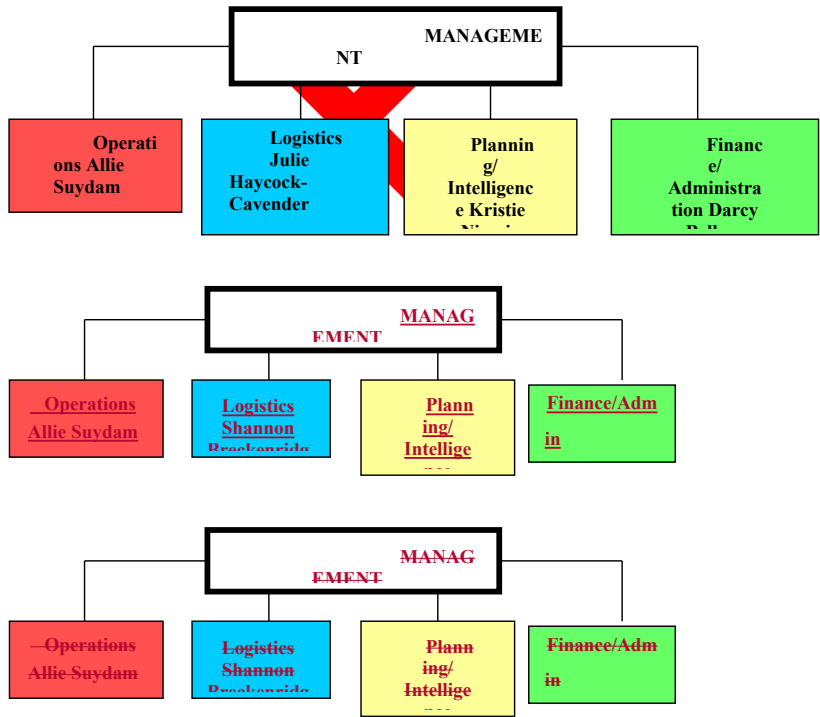 MANAGEME
NT
Operati
ons Allie
Suydam
Logistics
Julie
Haycock-
Cavender
Plannin
g/
Intelligenc
e Kristie
Financ
e/
Administra
tion Darcy
MANAG
EMENT
Operations
Allie Suydam
Logistics
Shannon
Breckenridg
Plann
ing/
Intellige
Finance/Adm
in
MANAG
EMENT
Operations
Allie Suydam
Logistics
Shannon
Breckenridg
Plann
ing/
Intellige
Finance/Adm
in